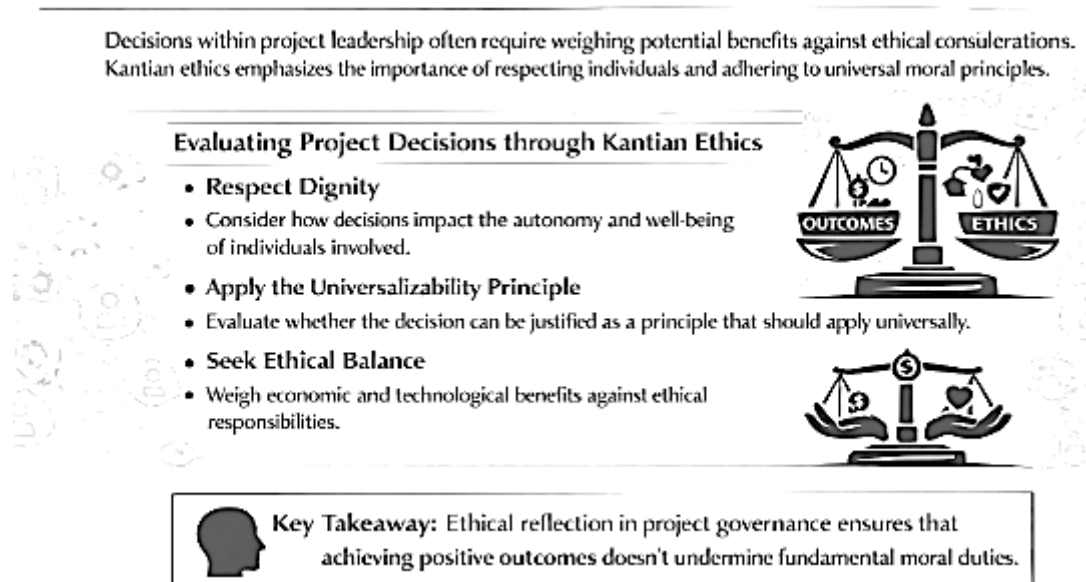 Decisions within project leadership often require weighing potential benefits against ethical consulerations.
Kantian ethics emphasizes the importance of respecting individuals and adhering to universal moral principles.
Evaluating Project Decisions through Kantian Ethics
• Respect Dignity
• Consider how decisions impact the autonomy and well-being
of individuals involved.
• Apply the Universalizability Principle
• Evaluate whether the decision can be justified as a principle that should apply universally.
• Seek Ethical Balance
• Weigh economic and technological benefits against ethical
responsibilities.
OUTCOMES
ETHICS
$
$
Key Takeaway: Ethical reflection in project governance ensures that
achieving positive outcomes doesn't undermine fundamental moral duties.